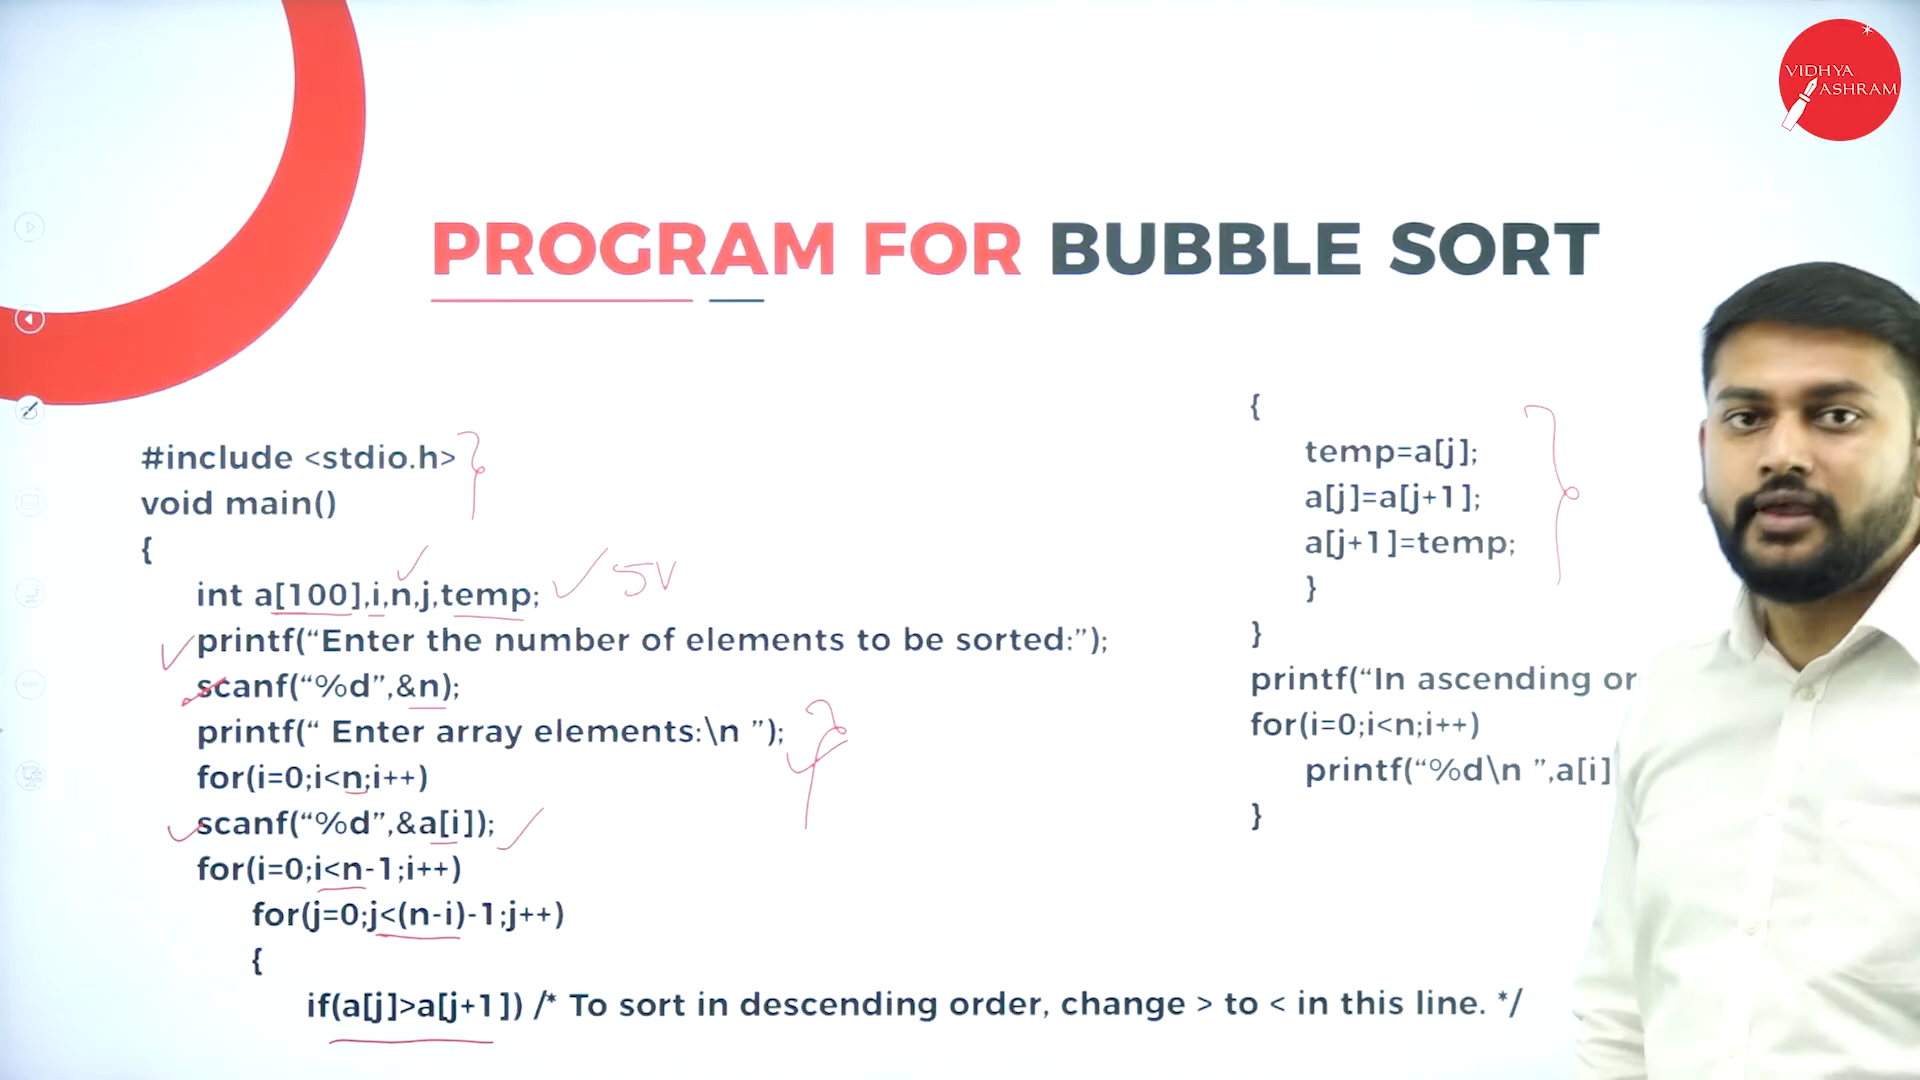 VIDHYA
ASHRAM
PROGRAM FOR BUBBLE SORT
#include <stdio.h>
void main()
{
int a[100],i,n,j,temp;
5V
printf(“Enter the number of elements to be sorted:”);
scanf(“%d”,&n);
printf(“ Enter array elements:\n ”);
for(i=0;i<n;i++)
scanf(“%d”,&a[i]);
for(i=0;i<n-1;i++)
for(j=0;j<(n-i)-1;j++)
{
if(a[j]>a[j+1]) /* To sort in descending order, change > to < in this line. */
{
temp=a[j];
a[j]=a[j+1];
a[j+1]=temp;
}
}
printf(“In ascending or
for(i=0;i<n;i++)
printf(“%d\n ”,a[i]
}